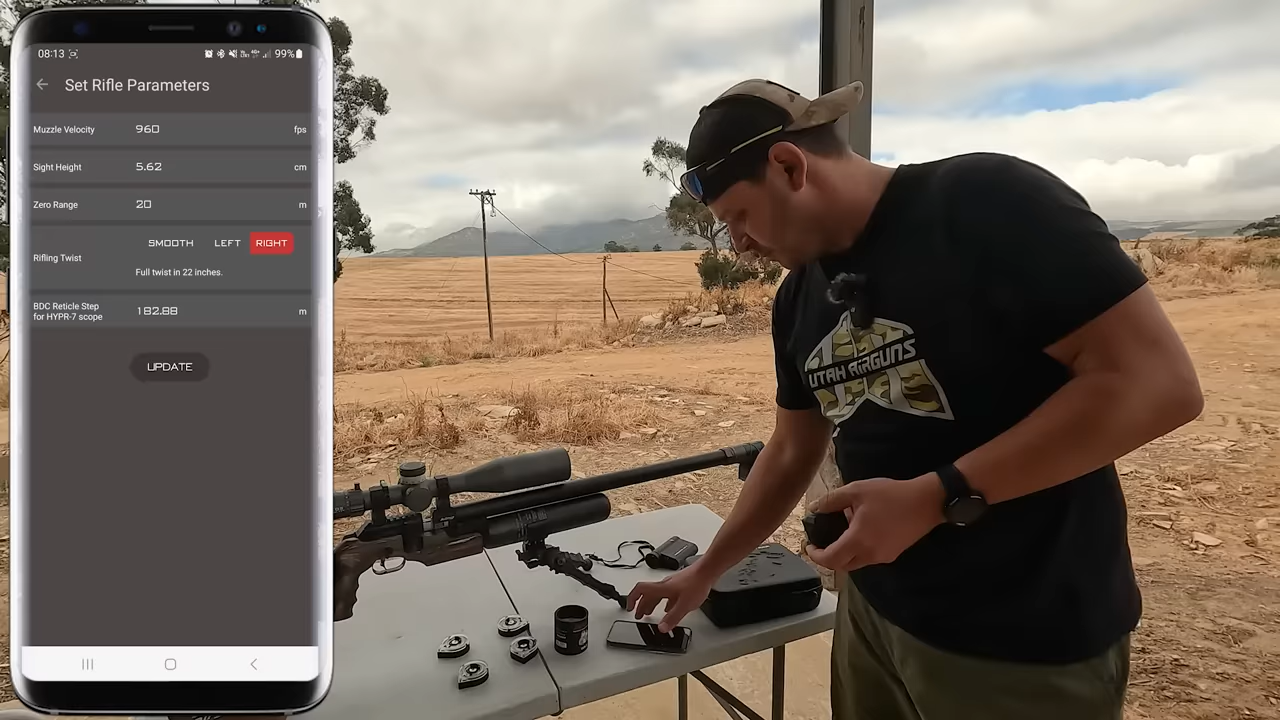 08:13
99%
Set Rifle Parameters
Muzzle Velocity 960 fps
Sight Height 5.62 cm
Zero Range 20 m
SMOOTH LEFT RIGHT
Rifling Twist
Full twist in 22 inches.
BDC Reticle Step
for HYPR-7 scope
182.88 m
UPDATE
UTAH AIRGUNS